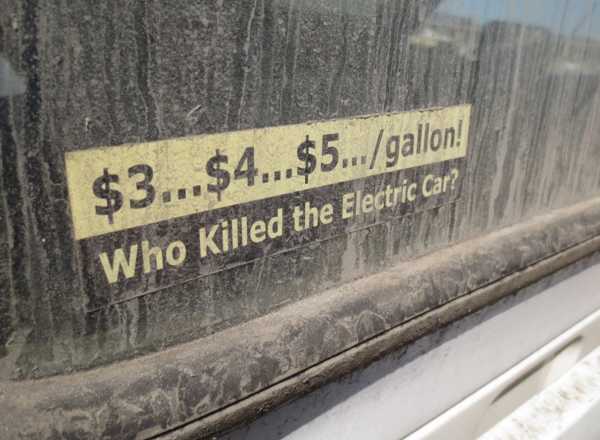 $3...$4...$5.../gallon!
Who Killed the Electric Car?